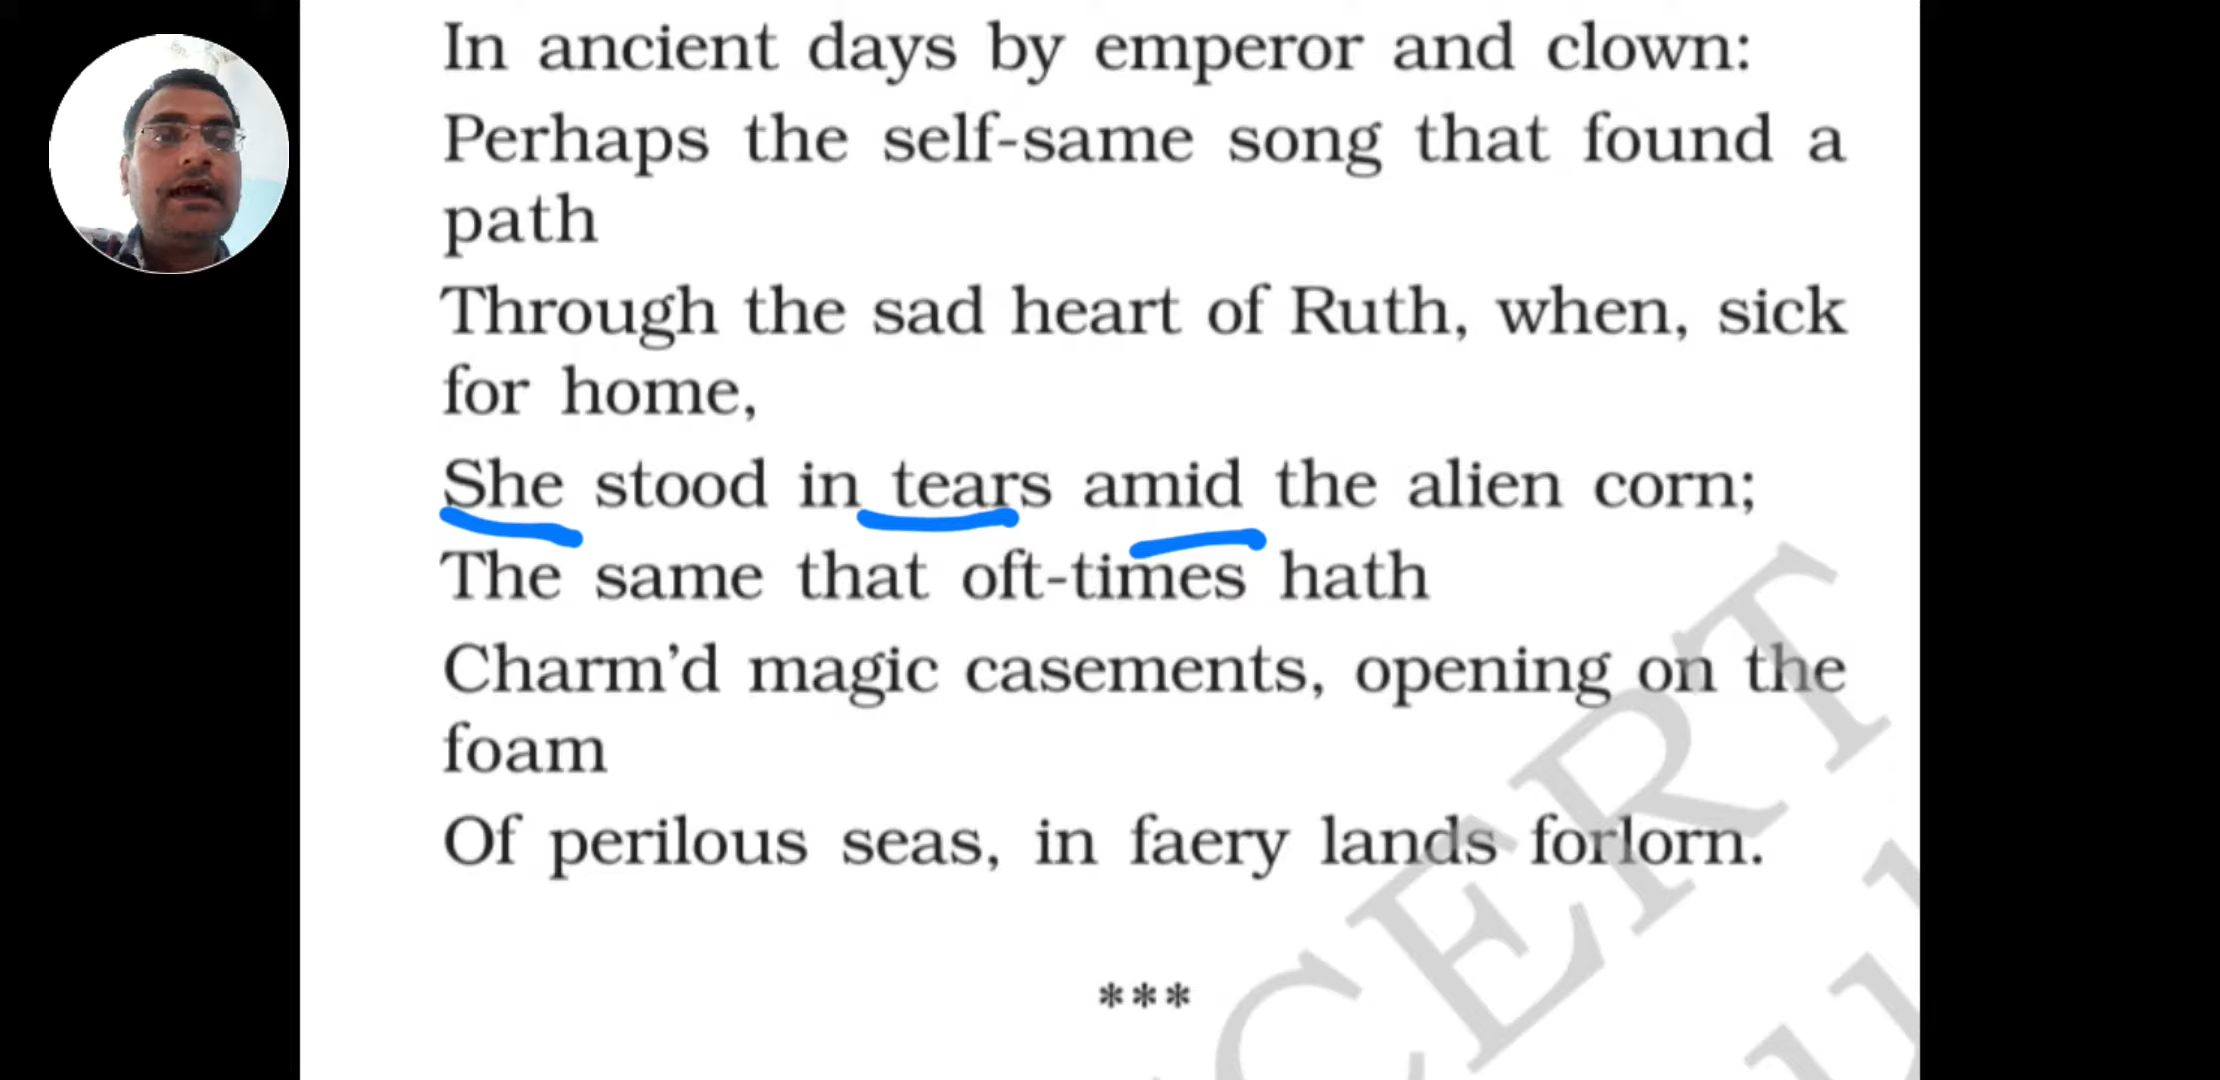 In ancient days by emperor and clown:
Perhaps the self-same song that found a
path
Through the sad heart of Ruth, when, sick
for home,
She stood in tears amid the alien corn;
The same that oft-times hath
Charm’d magic casements, opening on the
foam
Of perilous seas, in faery lands forlorn.
***
CERT